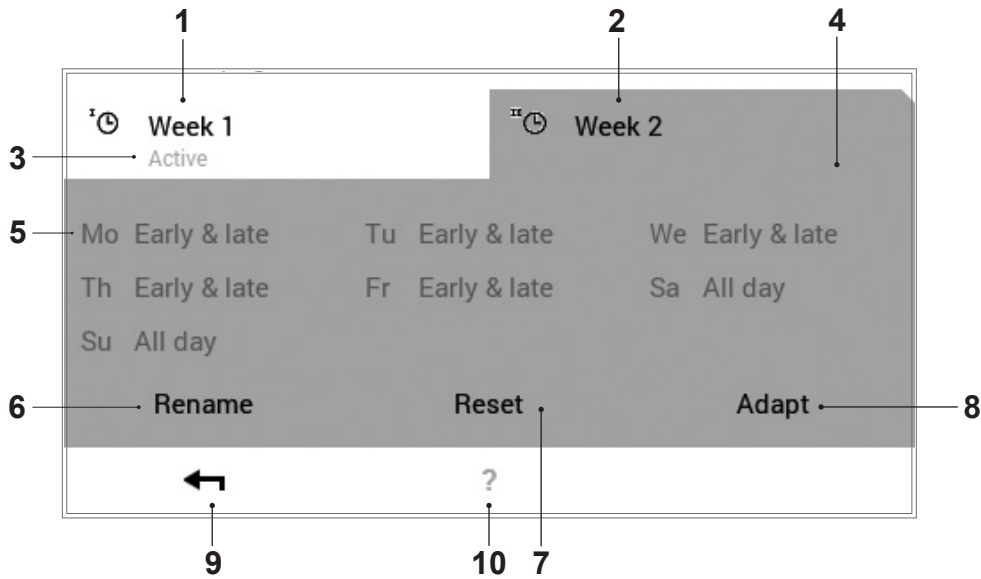 1 2 4
I Week 1 II Week 2
3 Active
5 Mo Early & late Tu Early & late We Early & late
Th Early & late Fr Early & late Sa All day
Su All day
6 Rename Reset Adapt 8
?
9 10 7